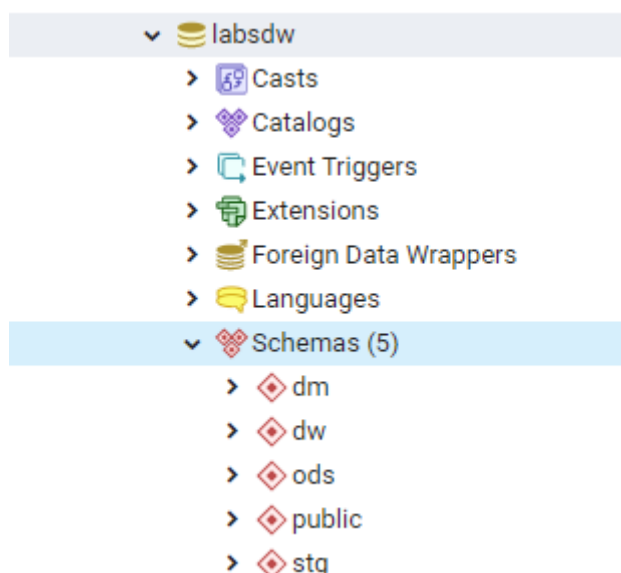 labsdw
Casts
Catalogs
Event Triggers
Extensions
Foreign Data Wrappers
Languages
Schemas (5)
dm
dw
ods
public
stg